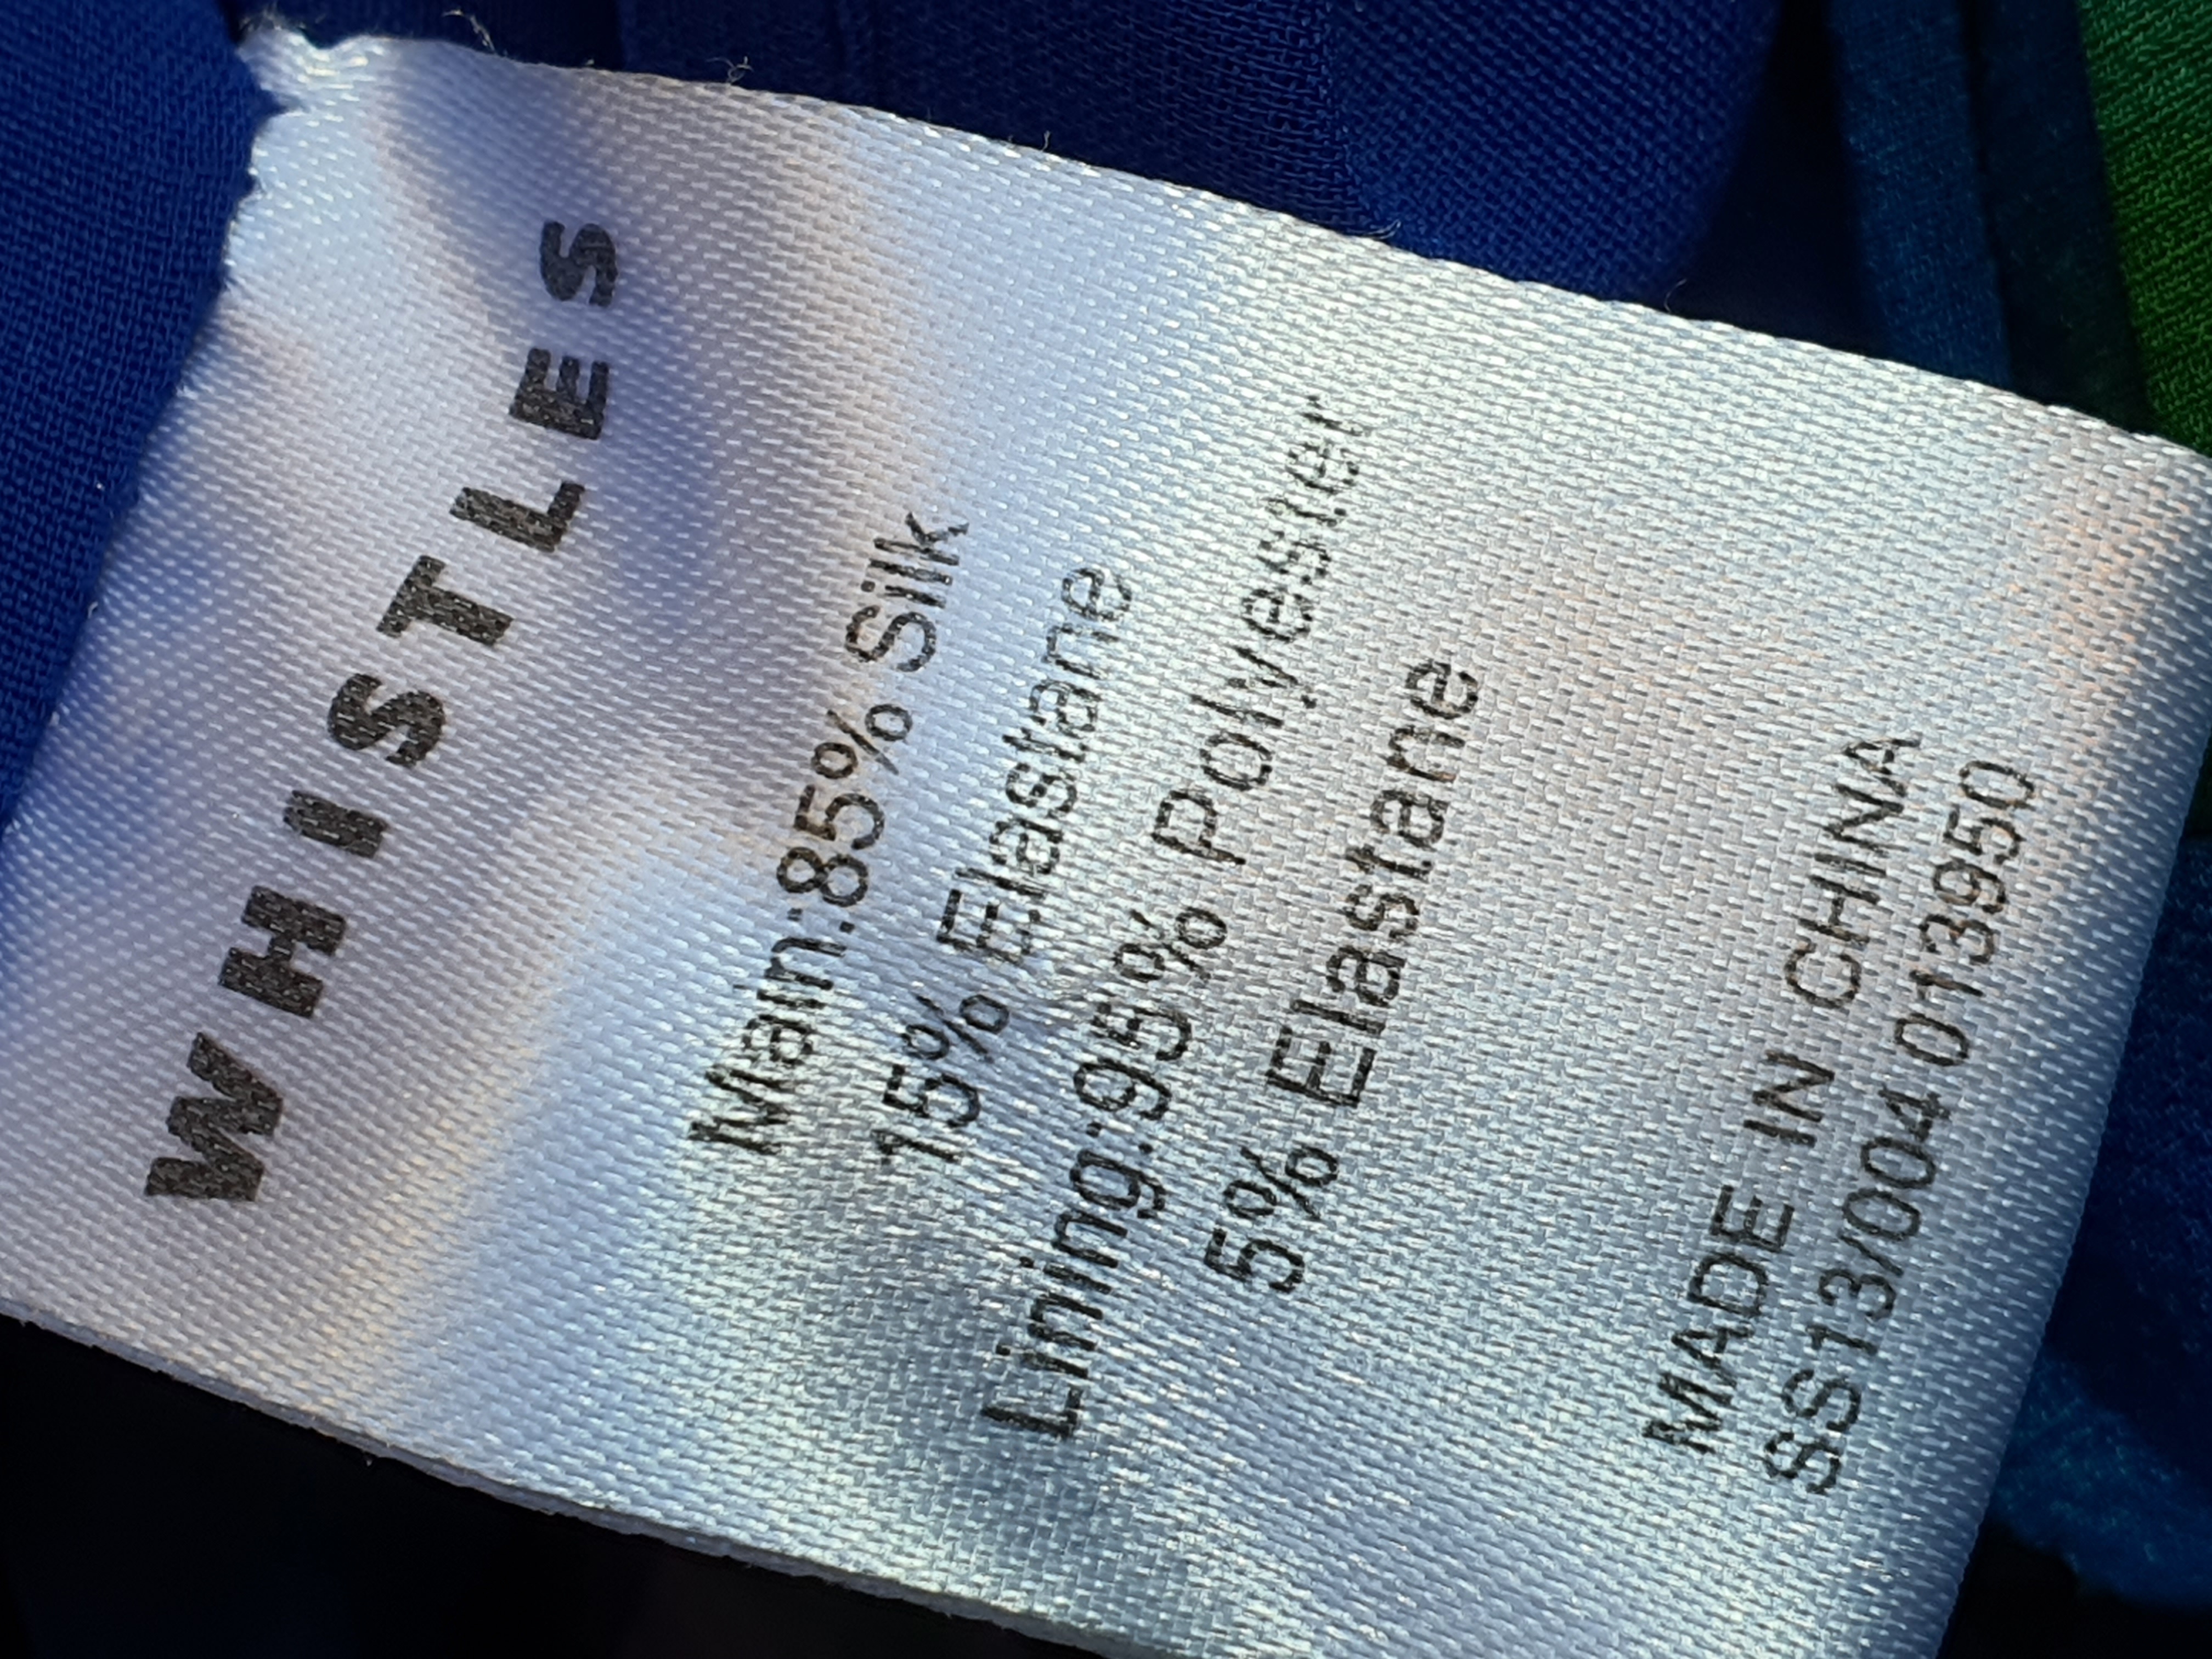 WHISTLES
Main:85% Silk
15% Elastane
Lining:95% Polyester
5% Elastane
MADE IN CHINA
SS13/004 013950